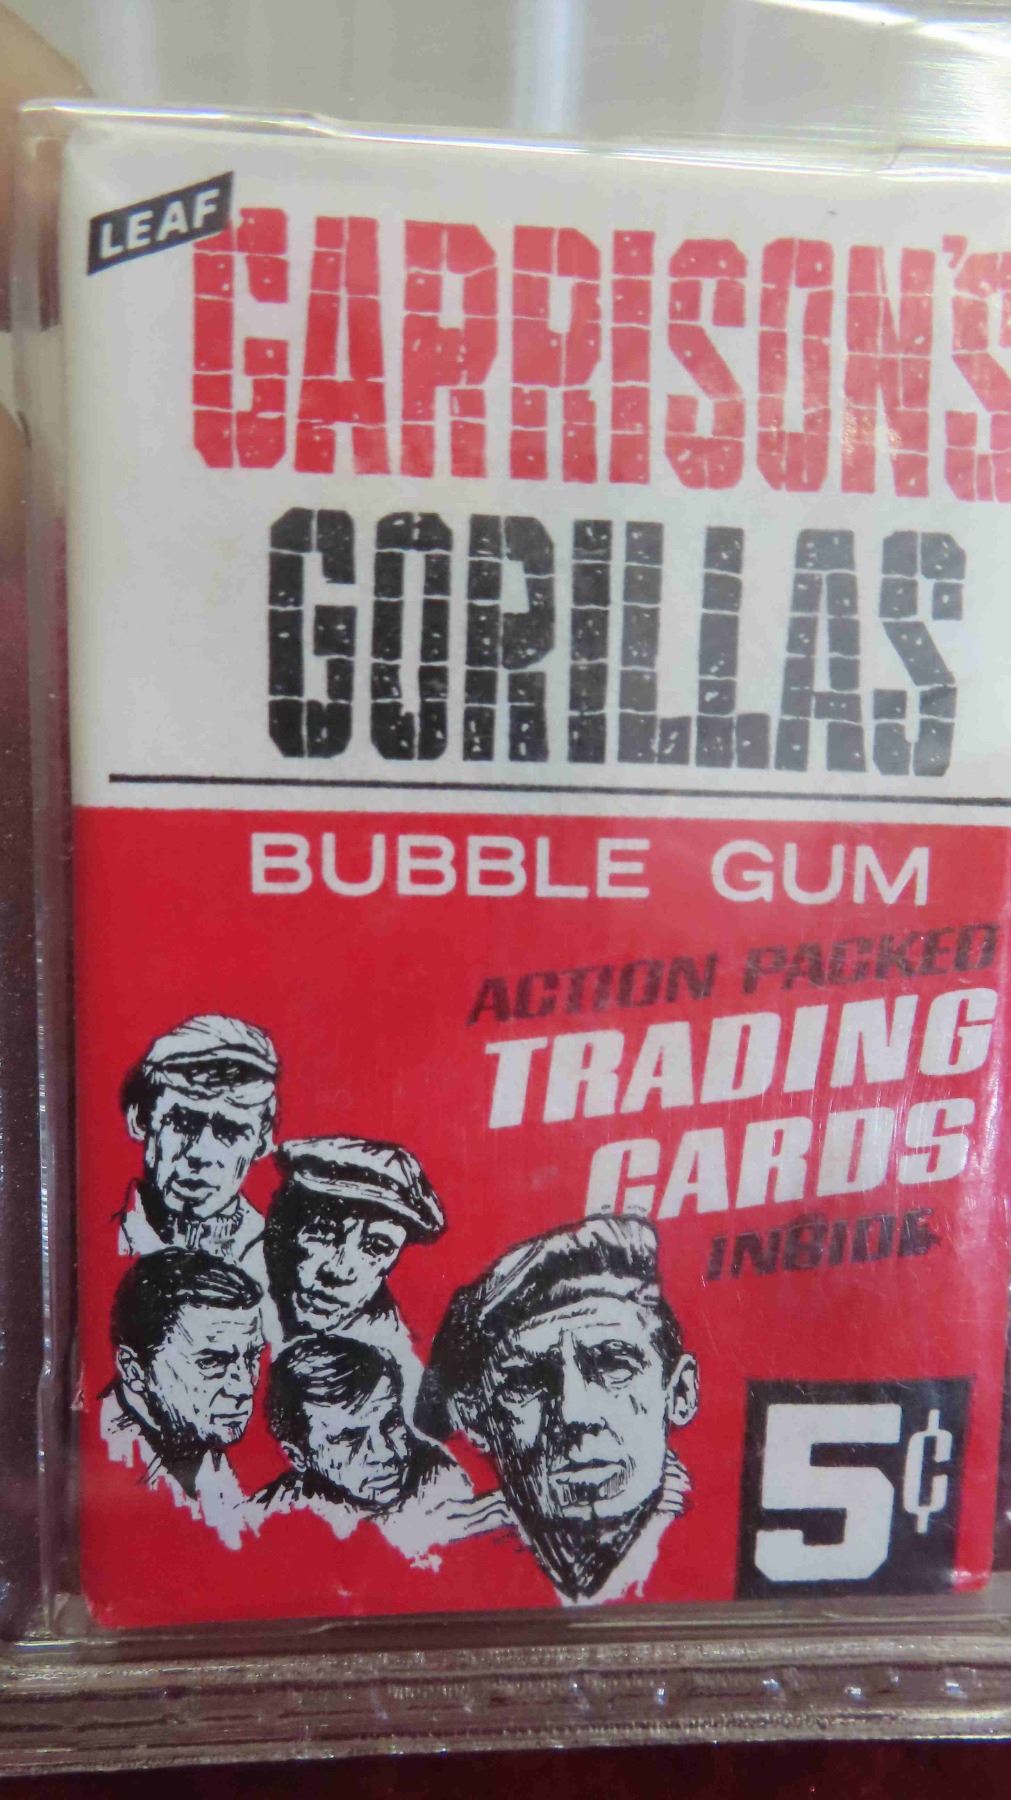 LEAF
GARRISON'S
GORILLAS
BUBBLE GUM
ACTION PACKED
TRADING
CARDS
INSIDE
5¢